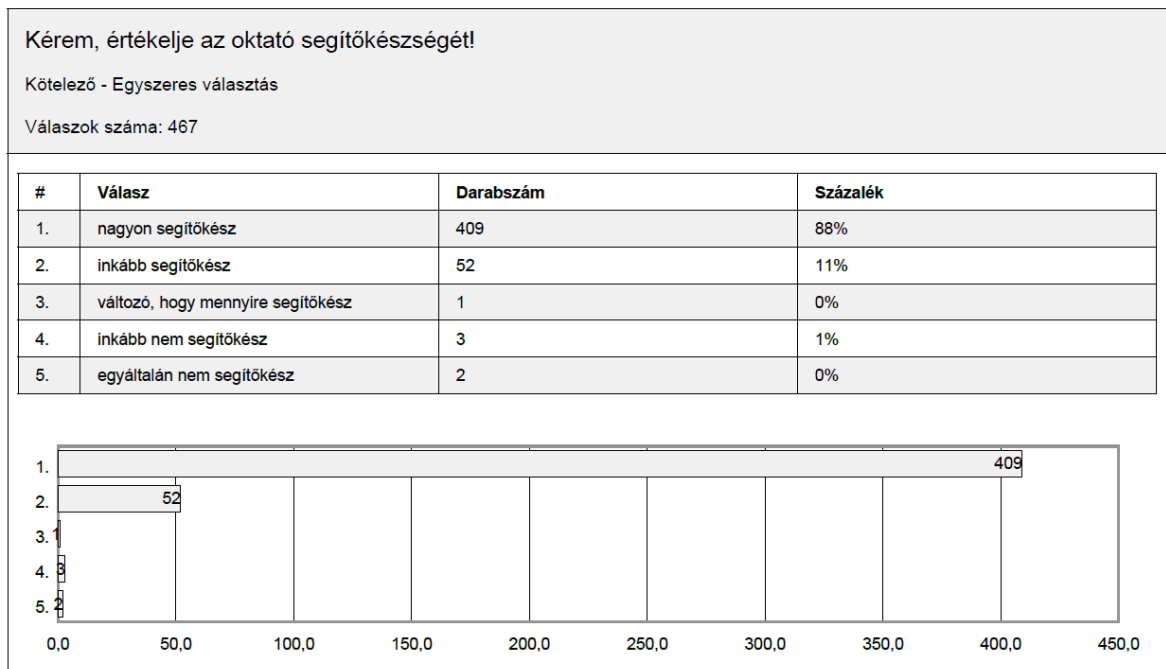 Kérem, értékelje az oktató segítőkészségét!
Kötelező - Egyszeres választás
Válaszok száma: 467
# Válasz Darabszám Százalék
1. nagyon segítőkész 409 88%
2. inkább segítőkész 52 11%
3. változó, hogy mennyire segítőkész 1 0%
4. inkább nem segítőkész 3 1%
5. egyáltalán nem segítőkész 2 0%
1. 409
2. 52
3. 1
4. 3
5. 2
0,0 50,0 100,0 150,0 200,0 250,0 300,0 350,0 400,0 450,0